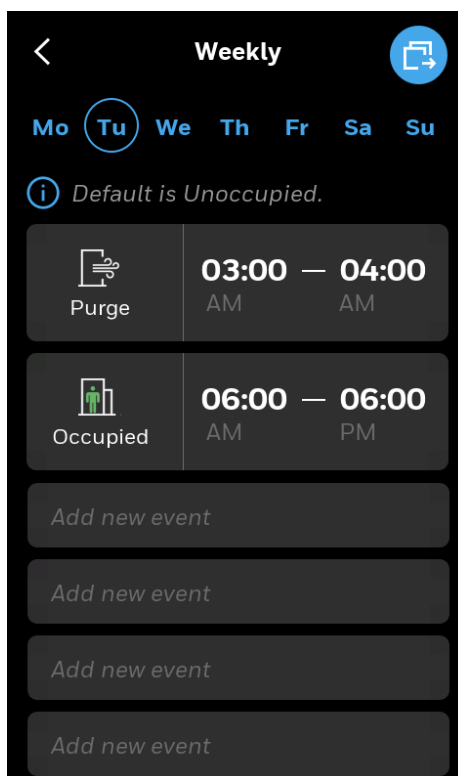 Weekly
Mo Tu We Th Fr Sa Su
Default is Unoccupied.
03:00 — 04:00
Purge AM AM
06:00 — 06:00
Occupied AM PM
Add new event
Add new event
Add new event
Add new event